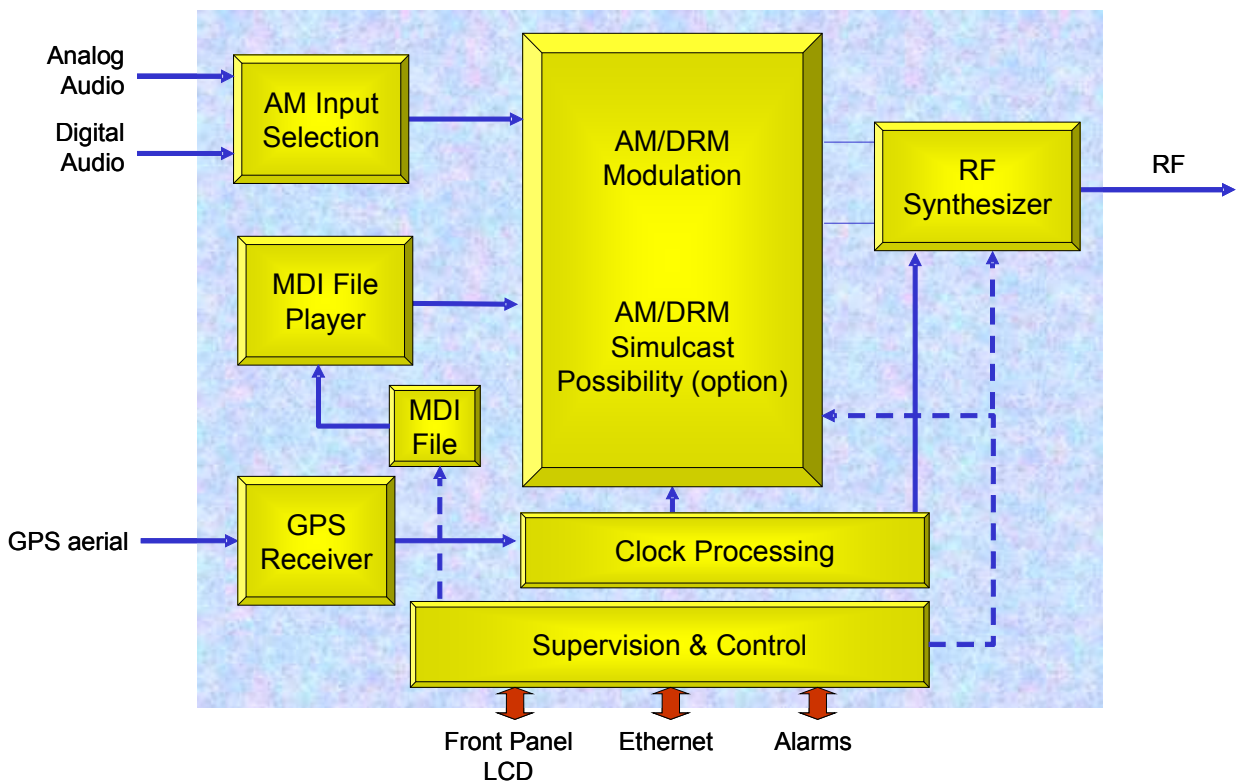 Analog
Audio
Digital
Audio
AM Input
Selection
AM/DRM
Modulation
AM/DRM
Simulcast
Possibility (option)
RF
Synthesizer
RF
MDI File
Player
MDI
File
GPS aerial
GPS
Receiver
Clock Processing
Supervision & Control
Front Panel
LCD
Ethernet
Alarms